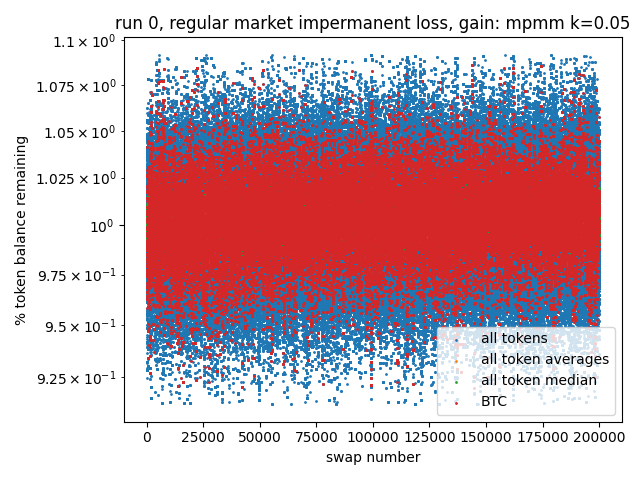 run 0, regular market impermanent loss, gain: mpmm k=0.05
% token balance remaining
1.1 × 10⁰
1.075 × 10⁰
1.05 × 10⁰
1.025 × 10⁰
10⁰
9.75 × 10⁻¹
9.5 × 10⁻¹
9.25 × 10⁻¹
all tokens
all token averages
all token median
BTC
0 25000 50000 75000 100000 125000 150000 175000 200000
swap number